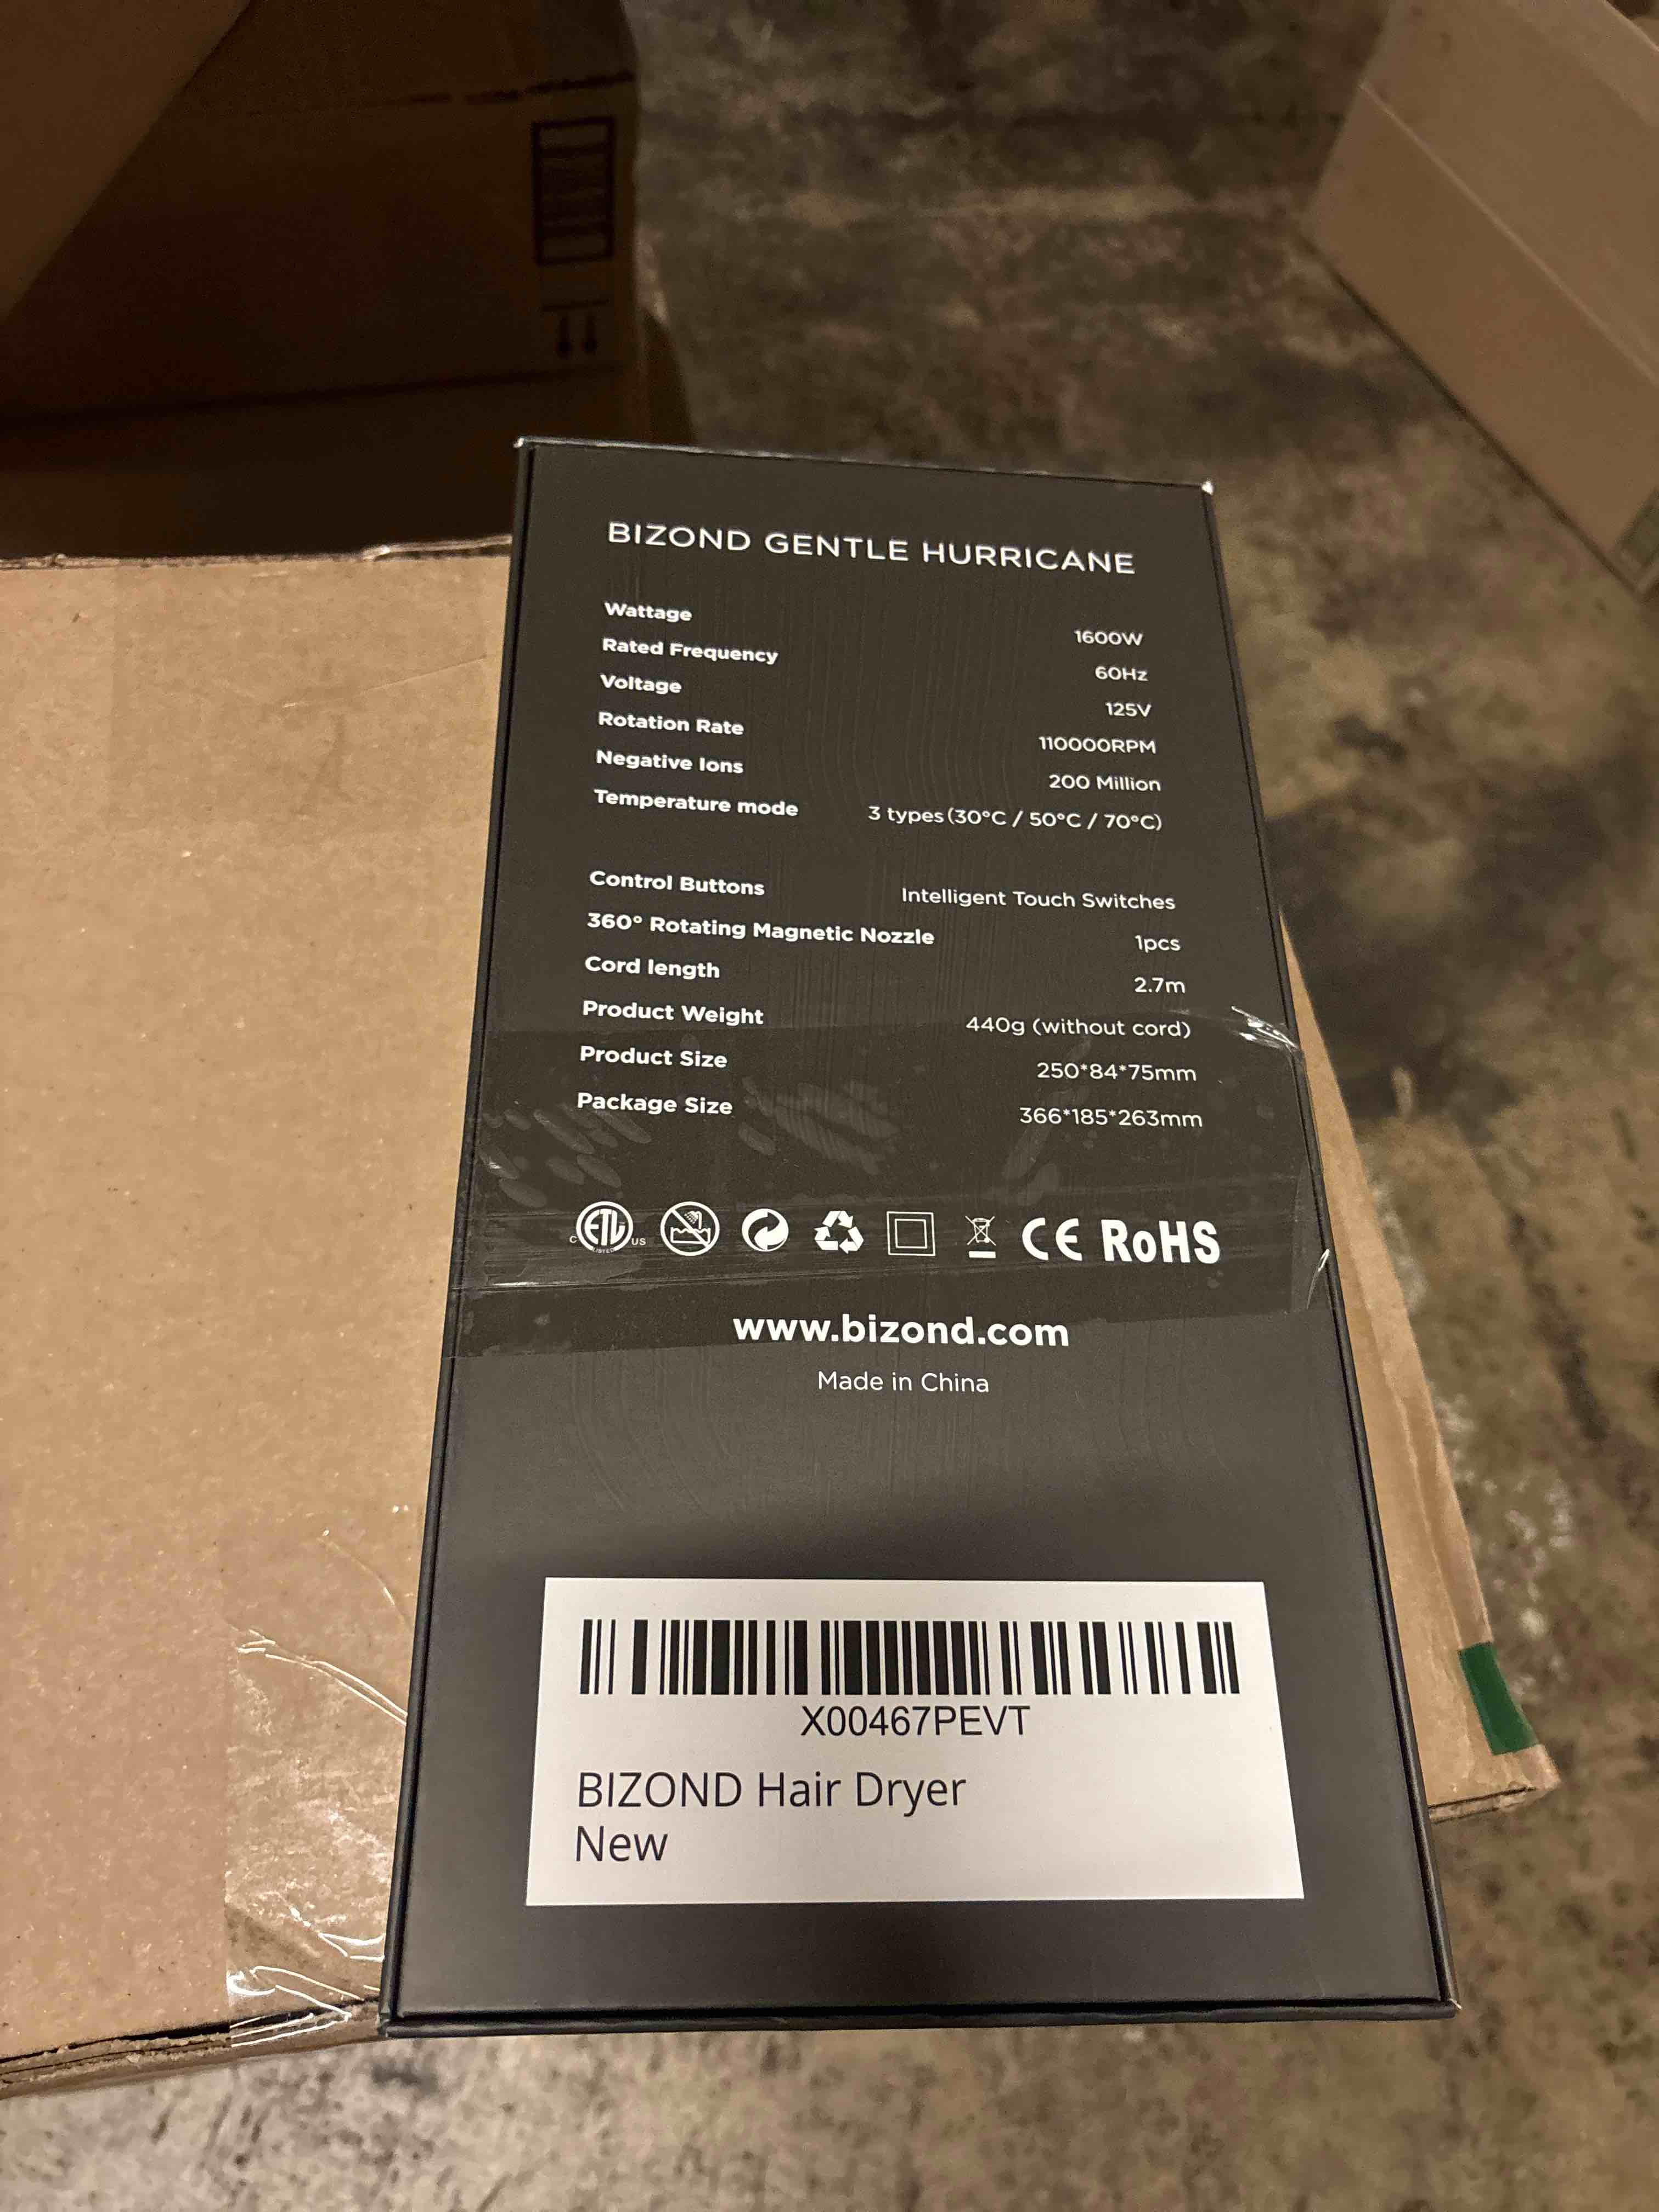 BIZOND GENTLE HURRICANE
Wattage 1600W
Rated Frequency 60Hz
Voltage 125V
Rotation Rate 110000RPM
Negative Ions 200 Million
Temperature mode 3 types (30°C / 50°C / 70°C)
Control Buttons Intelligent Touch Switches
360° Rotating Magnetic Nozzle 1pcs
Cord length 2.7m
Product Weight 440g (without cord)
Product Size 250*84*75mm
Package Size 366*185*263mm
C ETL US LISTED CE RoHS
www.bizond.com
Made in China
X00467PEVT
BIZOND Hair Dryer
New